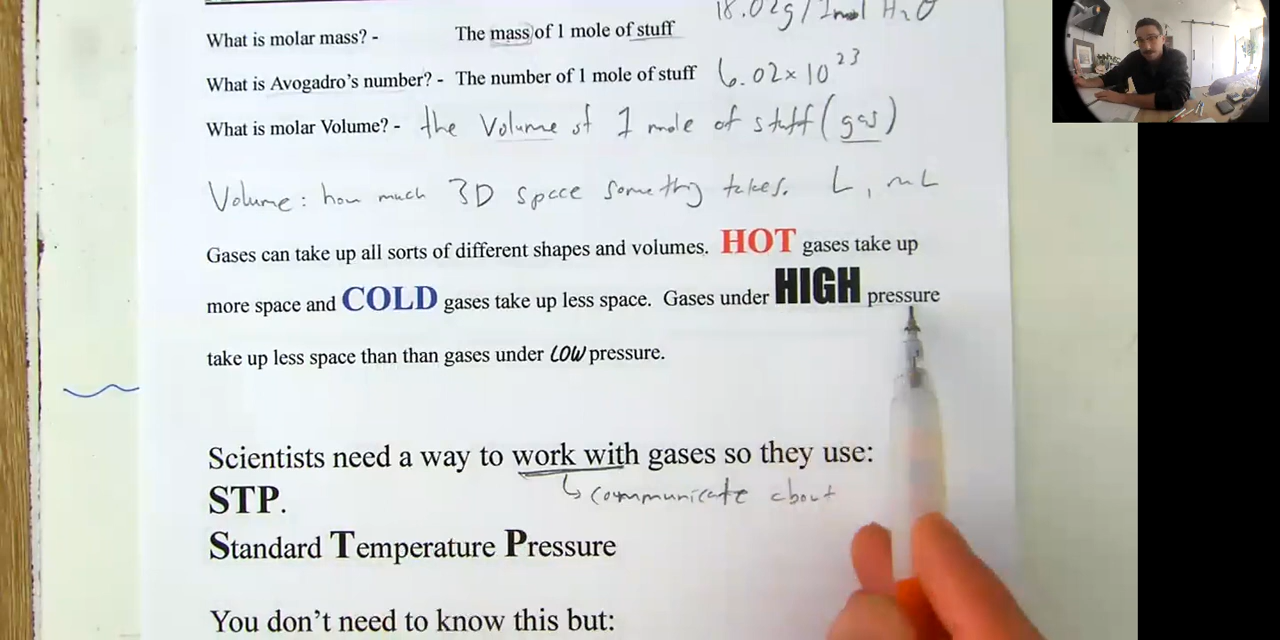 18.02g/1mol H2O
What is molar mass? - The mass of 1 mole of stuff
What is Avogadro's number? - The number of 1 mole of stuff 6.02×10²³
What is molar Volume? - the Volume of 1 mole of stuff (gas)
Volume: how much 3D space somethig takes. L, mL
Gases can take up all sorts of different shapes and volumes. HOT gases take up
more space and COLD gases take up less space. Gases under HIGH pressure
take up less space than than gases under LOW pressure.
Scientists need a way to work with gases so they use:
↳ communicate about
STP.
Standard Temperature Pressure
You don't need to know this but: